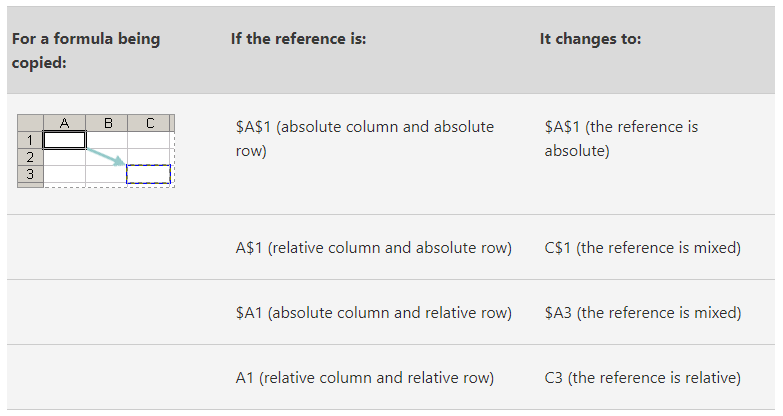 For a formula being
copied:
If the reference is:
It changes to:
A B C
1
2
3
$A$1 (absolute column and absolute
row)
$A$1 (the reference is
absolute)
A$1 (relative column and absolute row)
C$1 (the reference is mixed)
$A1 (absolute column and relative row)
$A3 (the reference is mixed)
A1 (relative column and relative row)
C3 (the reference is relative)